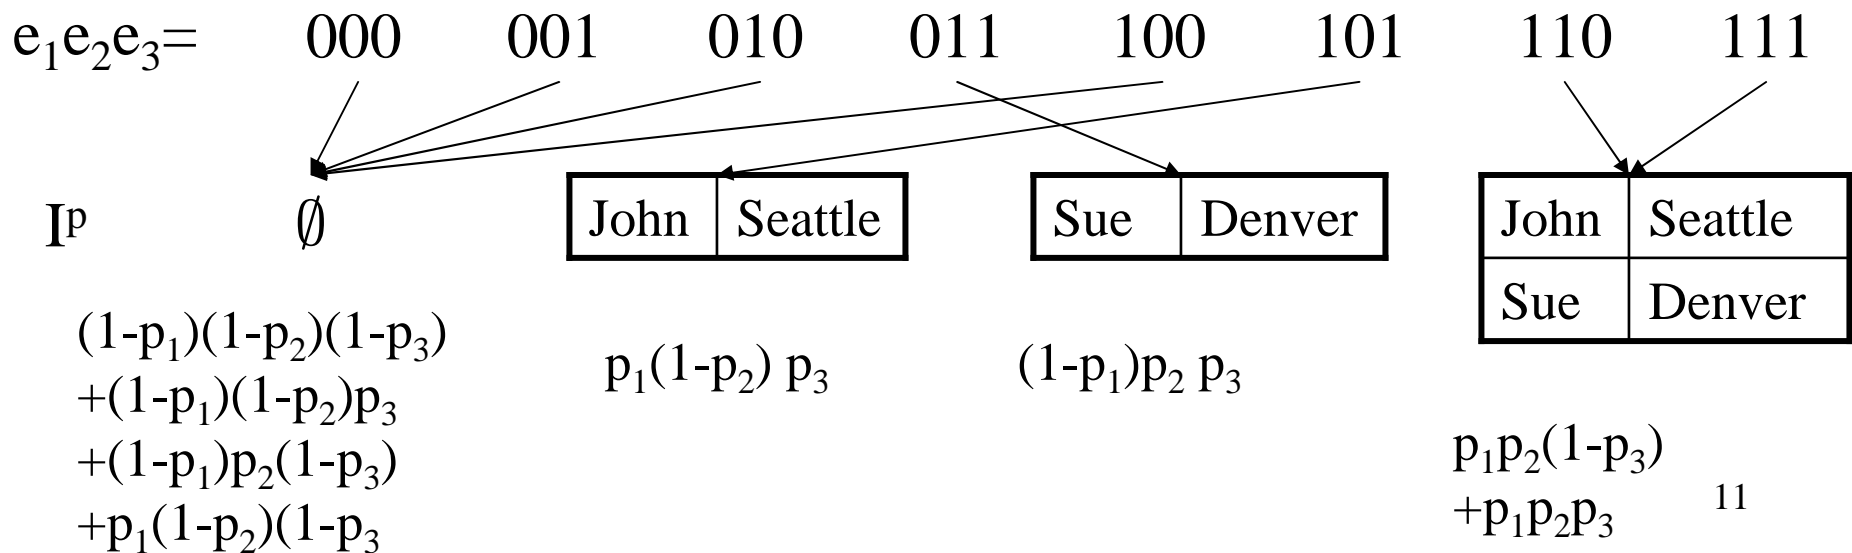 e₁e₂e₃= 000 001 010 011 100 101 110 111
Iᵖ ∅
John Seattle
Sue Denver
John Seattle
Sue Denver
(1-p₁)(1-p₂)(1-p₃)
+(1-p₁)(1-p₂)p₃
+(1-p₁)p₂(1-p₃)
+p₁(1-p₂)(1-p₃
p₁(1-p₂) p₃
(1-p₁)p₂ p₃
p₁p₂(1-p₃)
+p₁p₂p₃
11